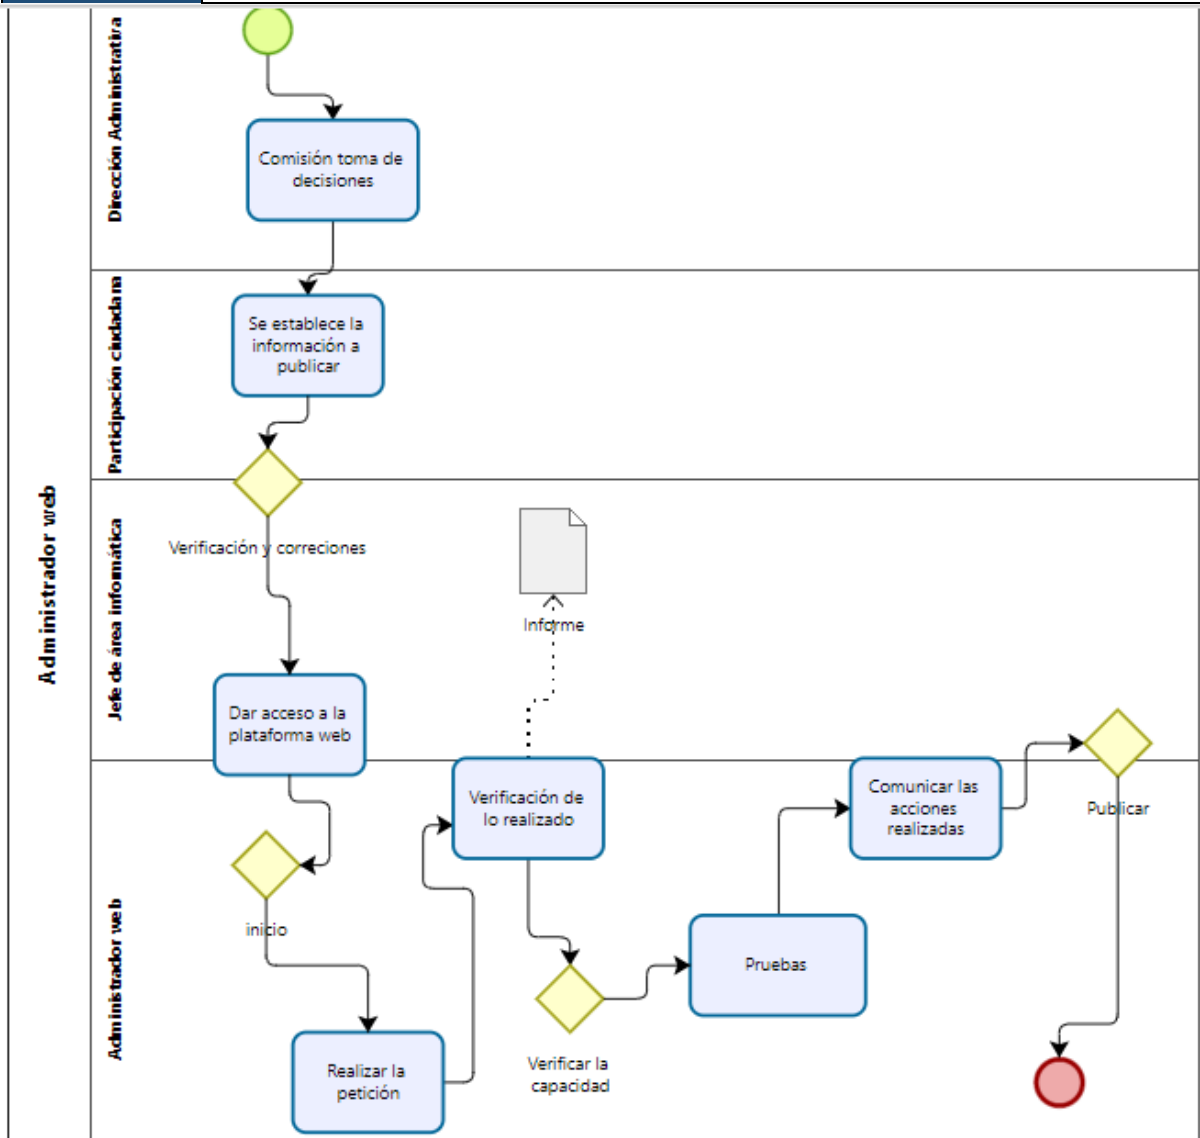 Administrador web
Dirección Administratira
Comisión toma de
decisiones
Participación ciudadana
Se establece la
información a
publicar
Jefe de área infomática
Verificación y correciones
Informe
Dar acceso a la
plataforma web
Administrador web
Verificación de
lo realizado
Comunicar las
acciones
realizadas
Publicar
inicio
Pruebas
Realizar la
petición
Verificar la
capacidad